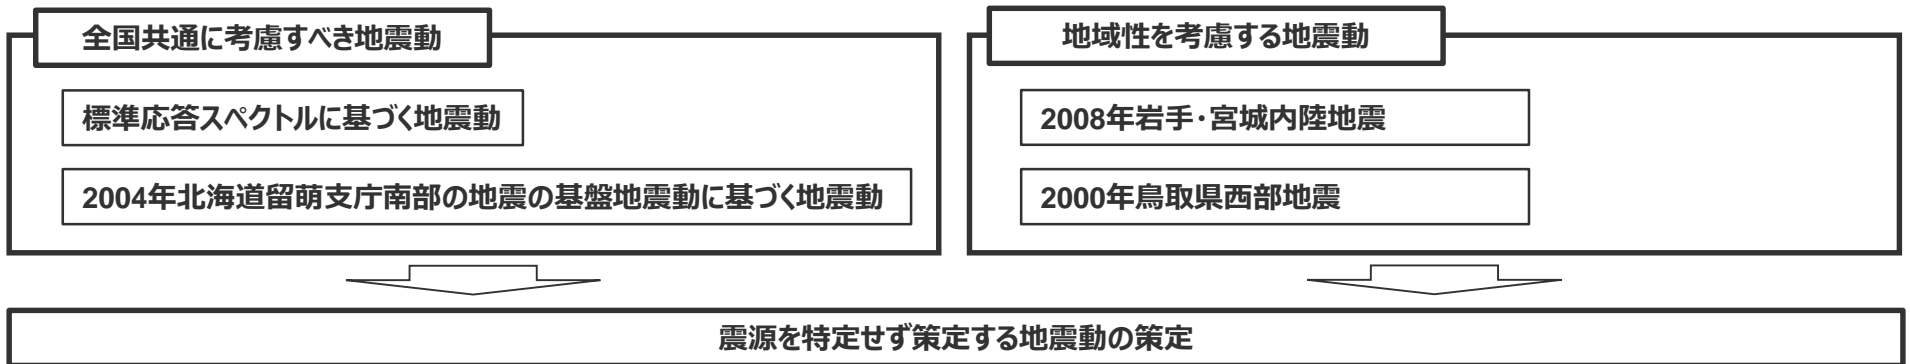 全国共通に考慮すべき地震動
標準応答スペクトルに基づく地震動
2004年北海道留萌支庁南部の地震の基盤地震動に基づく地震動
地域性を考慮する地震動
2008年岩手・宮城内陸地震
2000年鳥取県西部地震
震源を特定せず策定する地震動の策定